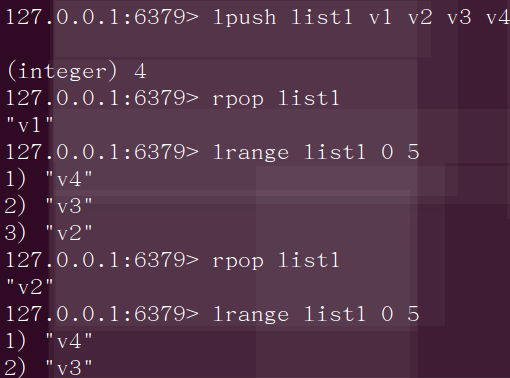 127.0.0.1:6379> lpush list1 v1 v2 v3 v4
(integer) 4
127.0.0.1:6379> rpop list1
"v1"
127.0.0.1:6379> lrange list1 0 5
1) "v4"
2) "v3"
3) "v2"
127.0.0.1:6379> rpop list1
"v2"
127.0.0.1:6379> lrange list1 0 5
1) "v4"
2) "v3"